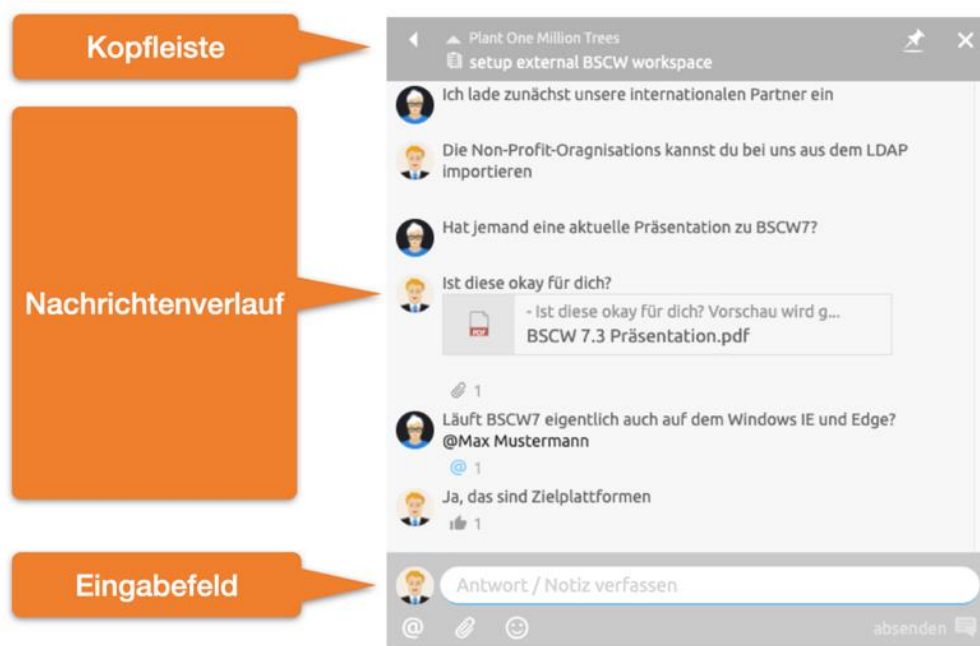 Kopfleiste
Plant One Million Trees
setup external BSCW workspace
Ich lade zunächst unsere internationalen Partner ein
Die Non-Profit-Oragnisations kannst du bei uns aus dem LDAP
importieren
Hat jemand eine aktuelle Präsentation zu BSCW7?
Nachrichtenverlauf
Ist diese okay für dich?
- Ist diese okay für dich? Vorschau wird g...
PDF
BSCW 7.3 Präsentation.pdf
1
Läuft BSCW7 eigentlich auch auf dem Windows IE und Edge?
@Max Mustermann
@ 1
Ja, das sind Zielplattformen
1
Eingabefeld
Antwort / Notiz verfassen
@ absenden